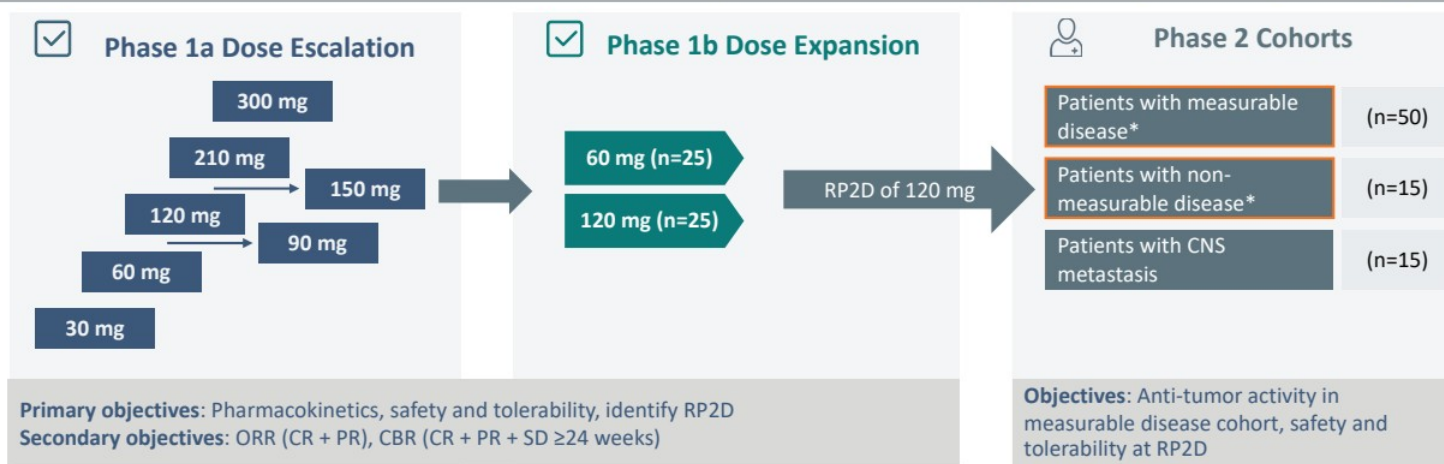 Phase 1a Dose Escalation
300 mg
210 mg
150 mg
120 mg
90 mg
60 mg
30 mg
Phase 1b Dose Expansion
60 mg (n=25)
120 mg (n=25)
RP2D of 120 mg
Phase 2 Cohorts
Patients with measurable
disease*
(n=50)
Patients with non-
measurable disease*
(n=15)
Patients with CNS
metastasis
(n=15)
Primary objectives: Pharmacokinetics, safety and tolerability, identify RP2D
Secondary objectives: ORR (CR + PR), CBR (CR + PR + SD ≥24 weeks)
Objectives: Anti-tumor activity in
measurable disease cohort, safety and
tolerability at RP2D